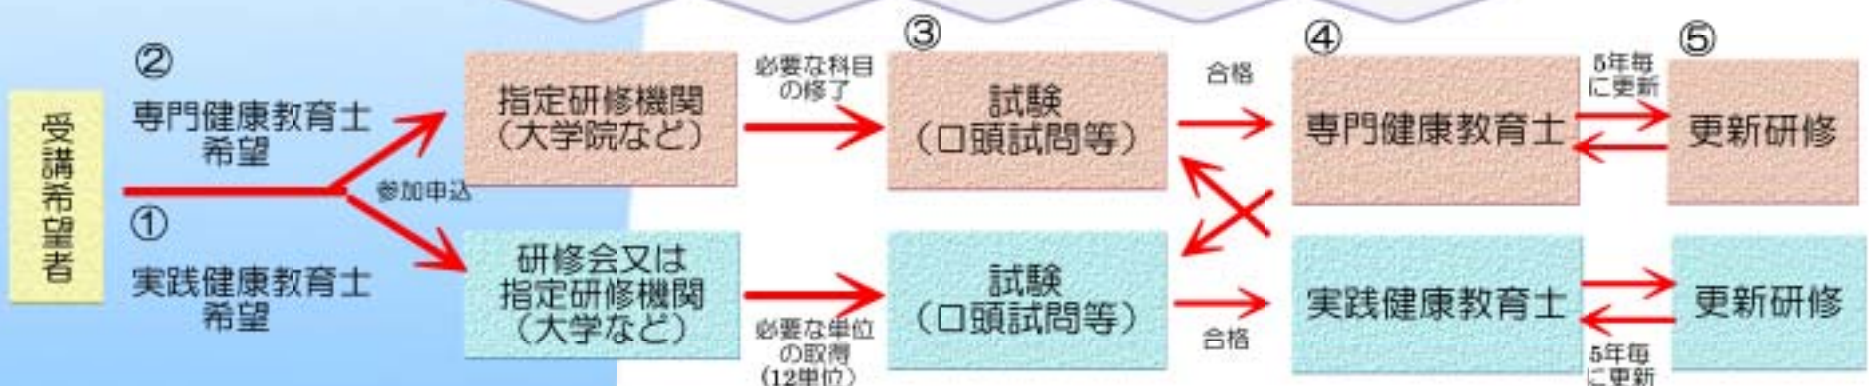 受講希望者
②
専門健康教育士
希望
①
実践健康教育士
希望
参加申込
指定研修機関
（大学院など）
研修会又は
指定研修機関
（大学など）
必要な科目
の修了
必要な単位
の取得
（12単位）
③
試験
（口頭試問等）
試験
（口頭試問等）
合格
合格
④
専門健康教育士
実践健康教育士
5年毎
に更新
5年毎
に更新
⑤
更新研修
更新研修